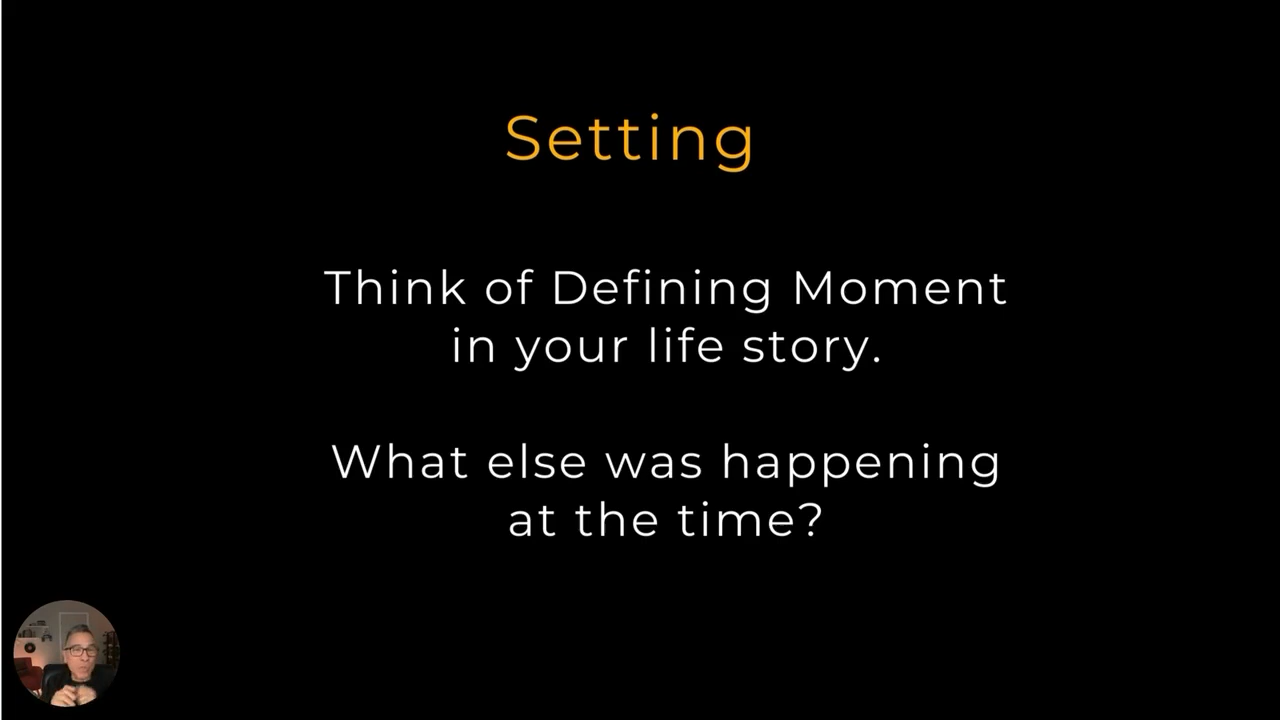 Setting
Think of Defining Moment
in your life story.
What else was happening
at the time?